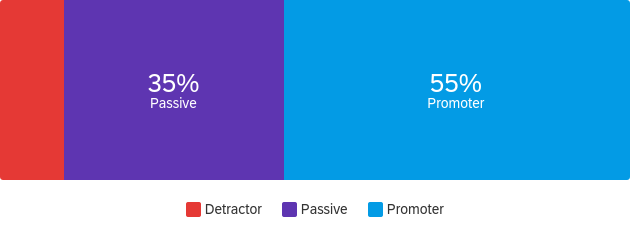 35%
Passive
55%
Promoter
Detractor Passive Promoter